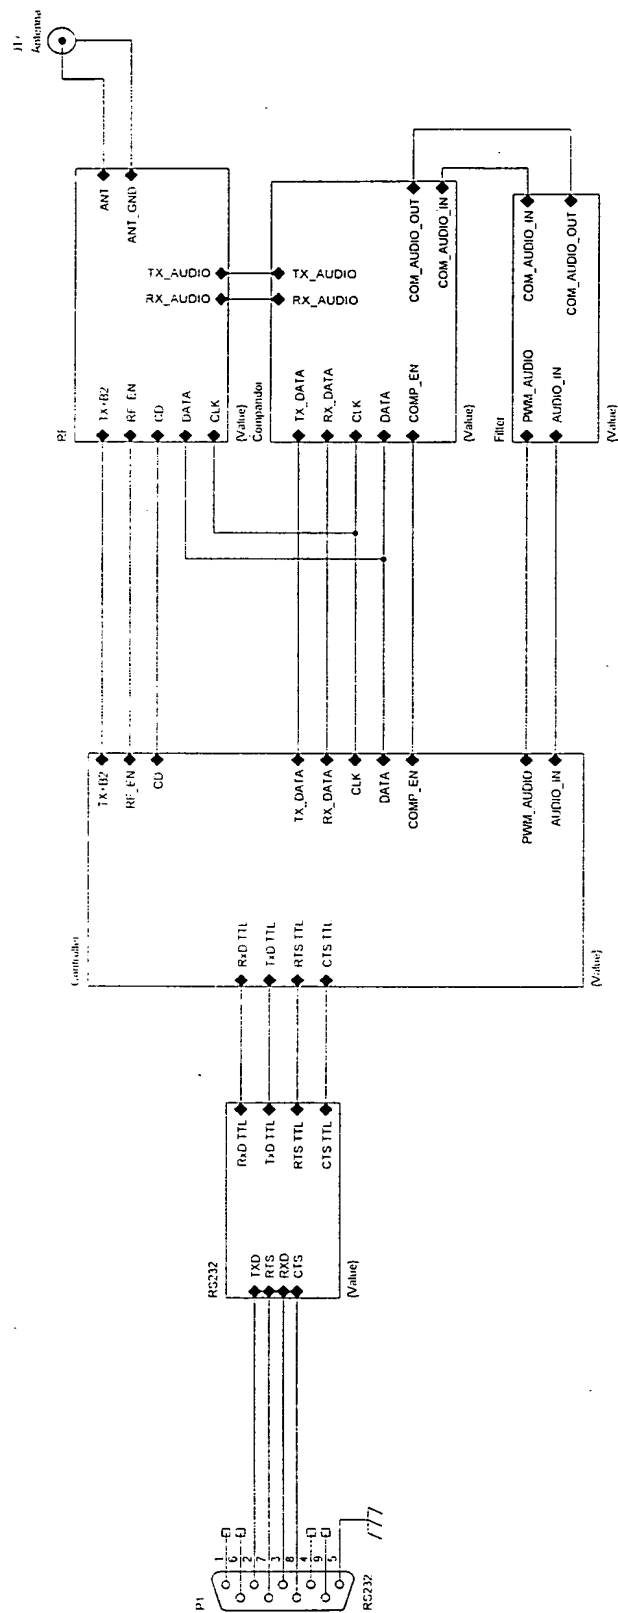 Antenna
ANT
ANT_GND
TX_AUDIO
RX_AUDIO
TX+B2
RF_EN
CD
DATA
CLK
RF
{Value}
Compandor
TX_AUDIO
RX_AUDIO
COM_AUDIO_OUT
COM_AUDIO_IN
TX_DATA
RX_DATA
CLK
DATA
COMP_EN
{Value}
Filter
COM_AUDIO_IN
COM_AUDIO_OUT
PWM_AUDIO
AUDIO_IN
{Value}
Controller
TX+B2
RF_EN
CD
TX_DATA
RX_DATA
CLK
DATA
COMP_EN
PWM_AUDIO
AUDIO_IN
RxD TTL
TxD TTL
RTS TTL
CTS TTL
{Value}
RS232
RxD TTL
TxD TTL
RTS TTL
CTS TTL
TXD
RTS
RXD
CTS
{Value}
P1
1
6
2
7
3
8
4
9
5
RS232